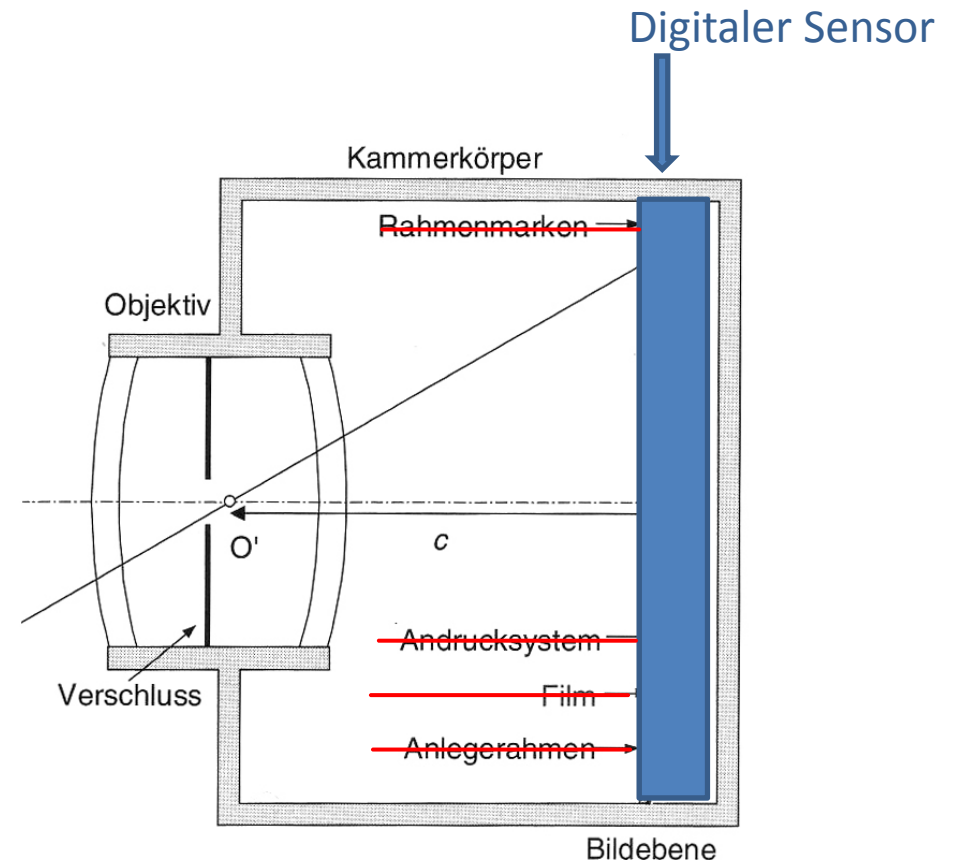 Digitaler Sensor
Kammerkörper
Rahmenmarken
Objektiv
O'
c
Andrucksystem
Verschluss
Film
Anlegerahmen
Bildebene